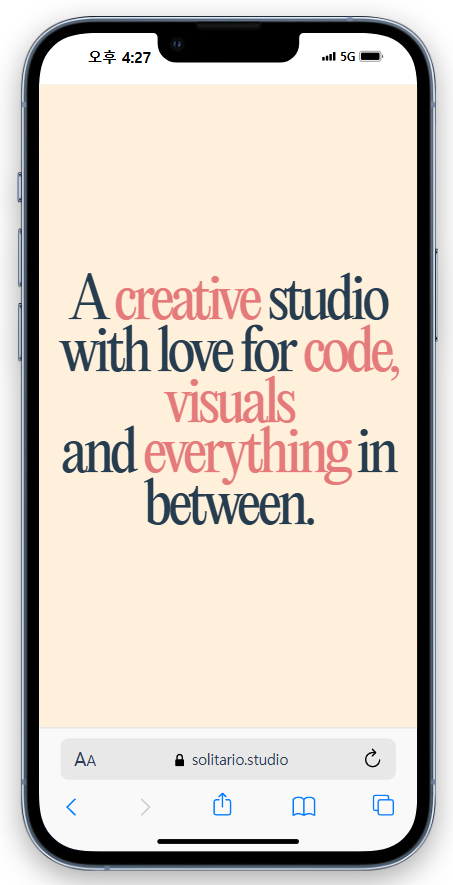 오후 4:27
5G
A creative studio
with love for code,
visuals
and everything in
between.
AA
solitario.studio